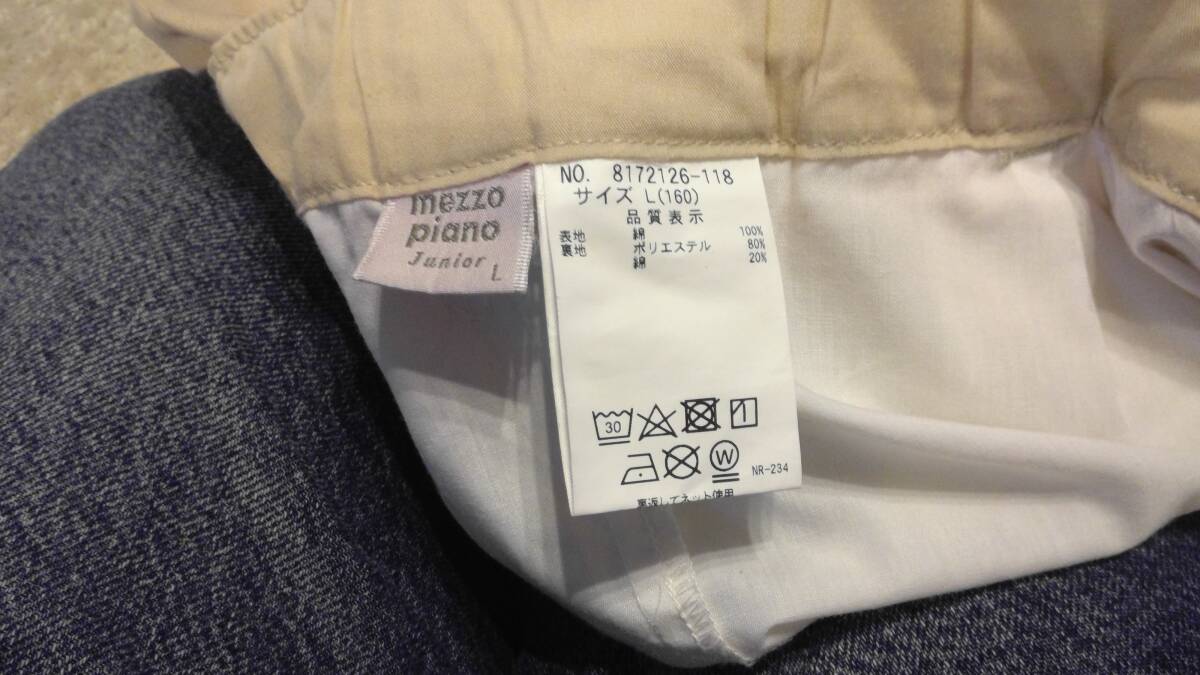 mezzo
piano
Junior
L
NO. 8172126-118
サイズ L(160)
品質表示
表地 綿 100%
裏地 ポリエステル 80%
綿 20%
30
W
NR-234
裏返してネット使用